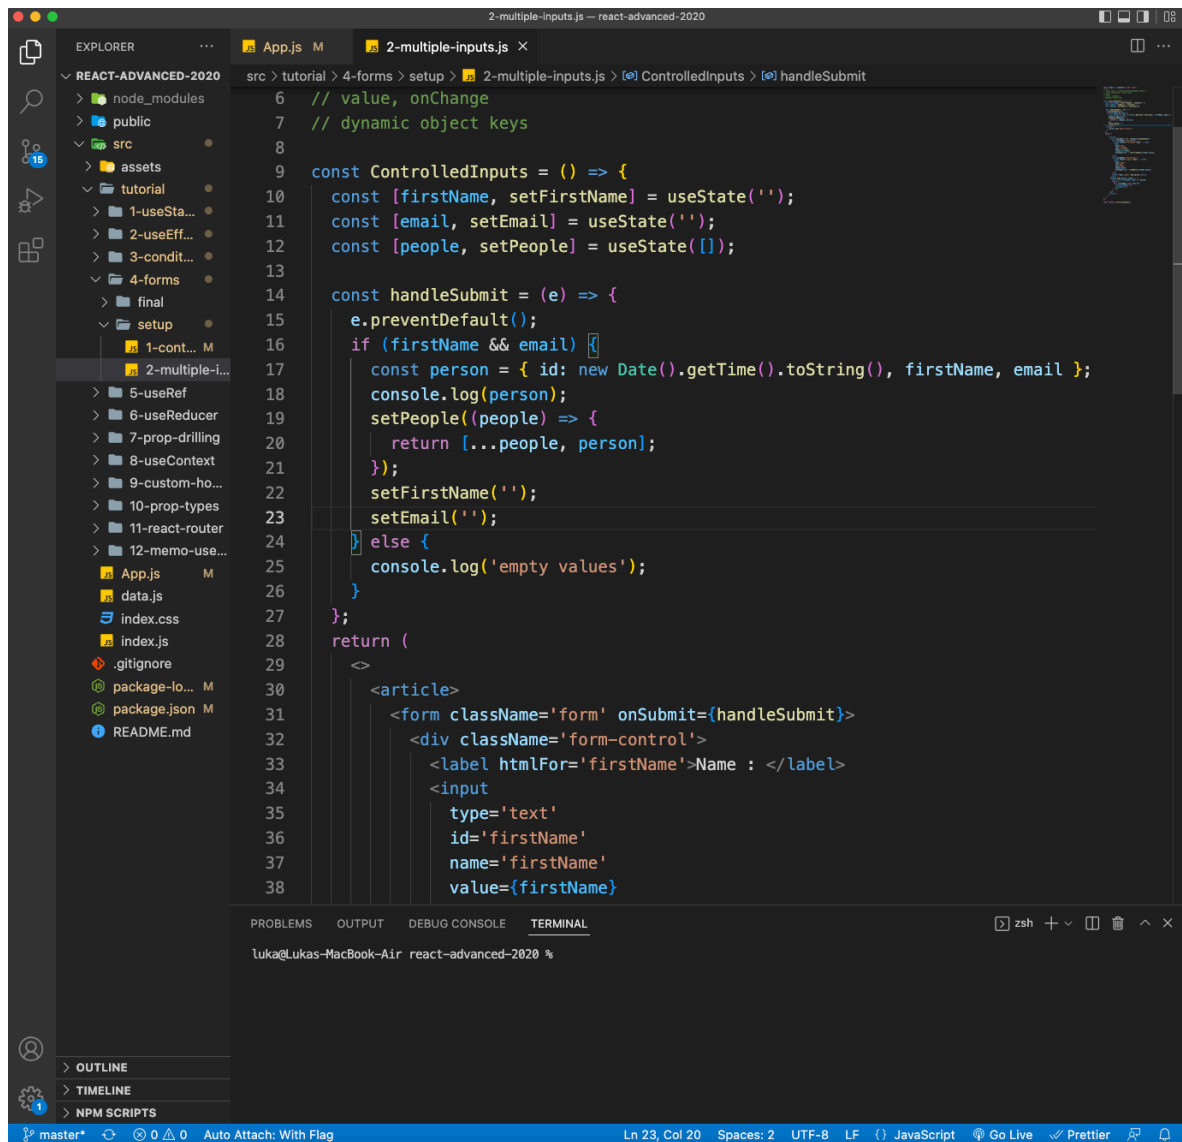 2-multiple-inputs.js — react-advanced-2020
EXPLORER
REACT-ADVANCED-2020
node_modules
public
src
assets
tutorial
1-useSta...
2-useEff...
3-condit...
4-forms
final
setup
1-cont... M
2-multiple-i...
5-useRef
6-useReducer
7-prop-drilling
8-useContext
9-custom-ho...
10-prop-types
11-react-router
12-memo-use...
App.js M
data.js
index.css
index.js
.gitignore
package-lo... M
package.json M
README.md
OUTLINE
TIMELINE
NPM SCRIPTS
15
1
App.js M
2-multiple-inputs.js
src > tutorial > 4-forms > setup > JS 2-multiple-inputs.js > ControlledInputs > handleSubmit
6 // value, onChange
7 // dynamic object keys
8
9 const ControlledInputs = () => {
10 const [firstName, setFirstName] = useState('');
11 const [email, setEmail] = useState('');
12 const [people, setPeople] = useState([]);
13
14 const handleSubmit = (e) => {
15 e.preventDefault();
16 if (firstName && email) {
17 const person = { id: new Date().getTime().toString(), firstName, email };
18 console.log(person);
19 setPeople((people) => {
20 return [...people, person];
21 });
22 setFirstName('');
23 setEmail('');
24 } else {
25 console.log('empty values');
26 }
27 };
28 return (
29 <>
30 <article>
31 <form className='form' onSubmit={handleSubmit}>
32 <div className='form-control'>
33 <label htmlFor='firstName'>Name : </label>
34 <input
35 type='text'
36 id='firstName'
37 name='firstName'
38 value={firstName}
PROBLEMS OUTPUT DEBUG CONSOLE TERMINAL
zsh
luka@Lukas-MacBook-Air react-advanced-2020 %
master* 0 0 Auto Attach: With Flag Ln 23, Col 20 Spaces: 2 UTF-8 LF {} JavaScript Go Live Prettier